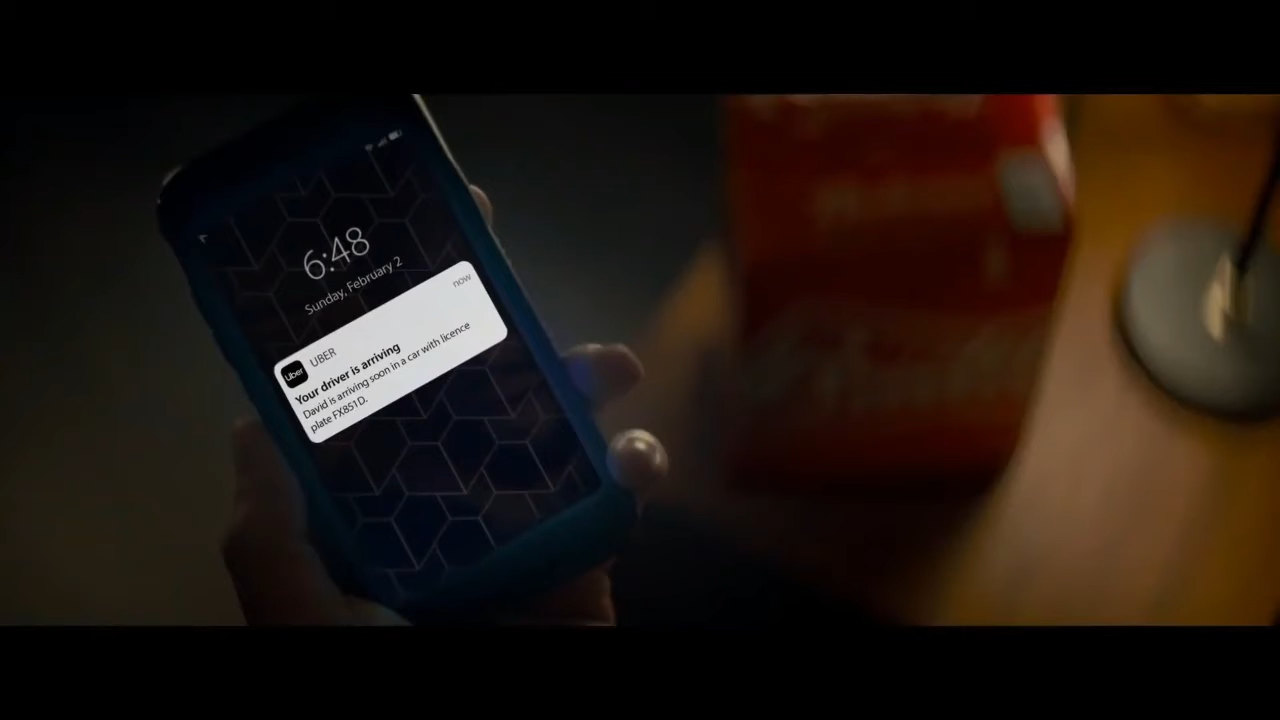 6:48
Sunday, February 2
now
Uber
UBER
Your driver is arriving
David is arriving soon in a car with licence
plate FX851D.